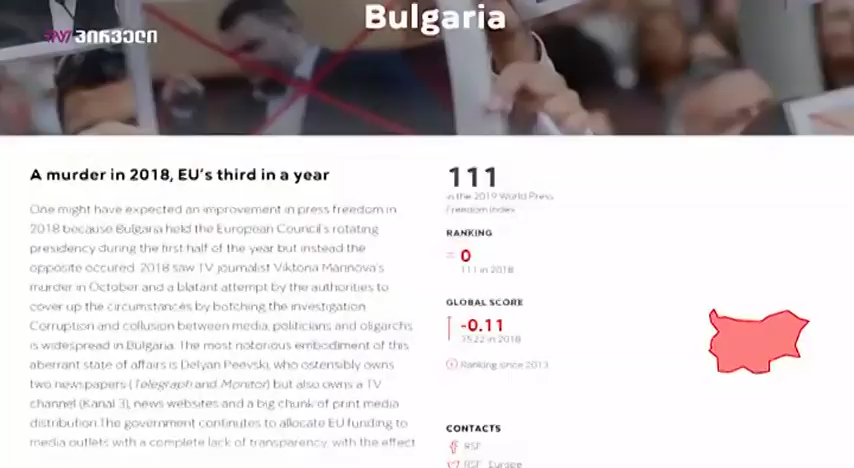 Bulgaria
პირველი
A murder in 2018, EU's third in a year
One might have expected an improvement in press freedom in
2018 because Bulgaria held the European Council's rotating
presidency during the first half of the year but instead the
opposite occured. 2018 saw TV journalist Viktoria Marinova's
murder in October and a blatant attempt by the authorities to
cover up the circumstances by botching the investigation
Corruption and collusion between media, politicians and oligarchs
is widespread in Bulgaria. The most notorious embodiment of this
aberrant state of affairs is Delyan Peevski, who ostensibly owns
two newspapers (Telegraph and Monitor) but also owns a TV
channel (Kanal 3), news websites and a big chunk of print media
distribution.The government continues to allocate EU funding to
media outlets with a complete lack of transparency, with the effect
111
in the 2019 World Press
Freedom Index
RANKING
= 0
111 in 2018
GLOBAL SCORE
-0.11
35.22 in 2018
Ranking since 2013
CONTACTS
RSF
RSF_Europe